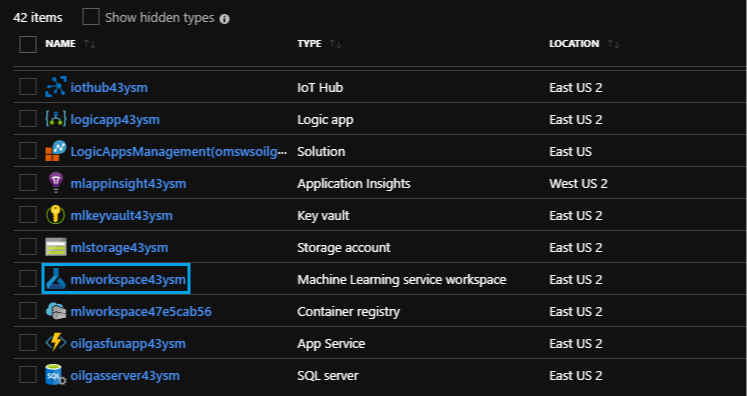 42 items Show hidden types
NAME TYPE LOCATION
iothub43ysm IoT Hub East US 2
logicapp43ysm Logic app East US 2
LogicAppsManagement(omswsoilg··· Solution East US
mlappinsight43ysm Application Insights West US 2
mlkeyvault43ysm Key vault East US 2
mlstorage43ysm Storage account East US 2
mlworkspace43ysm Machine Learning service workspace East US 2
mlworkspace47e5cab56 Container registry East US 2
oilgasfunapp43ysm App Service East US 2
oilgasserver43ysm SQL server East US 2